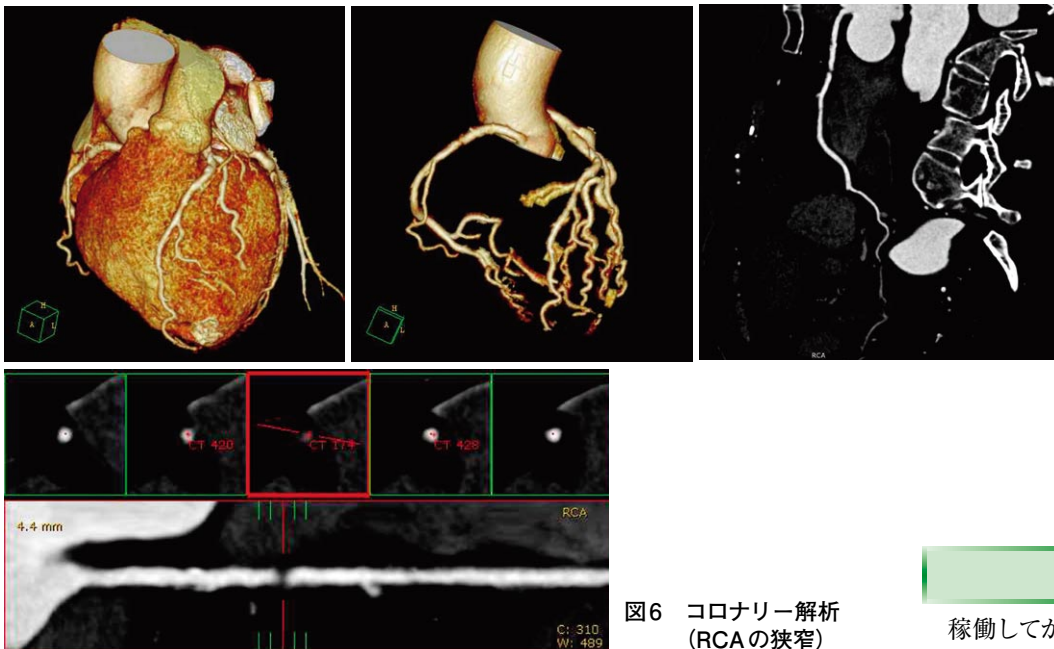 H
A
L
A
L
RCA
CT 420
CT 174
CT 428
4.4 mm
RCA
C: 310
W: 489
図6 コロナリー解析
(RCAの狭窄)
稼働してか